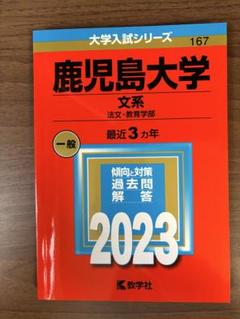 大学入試シリーズ 167
鹿児島大学
文系
法文・教育学部
一般
最近3カ年
傾向と対策
過去問
解答
2023
教学社